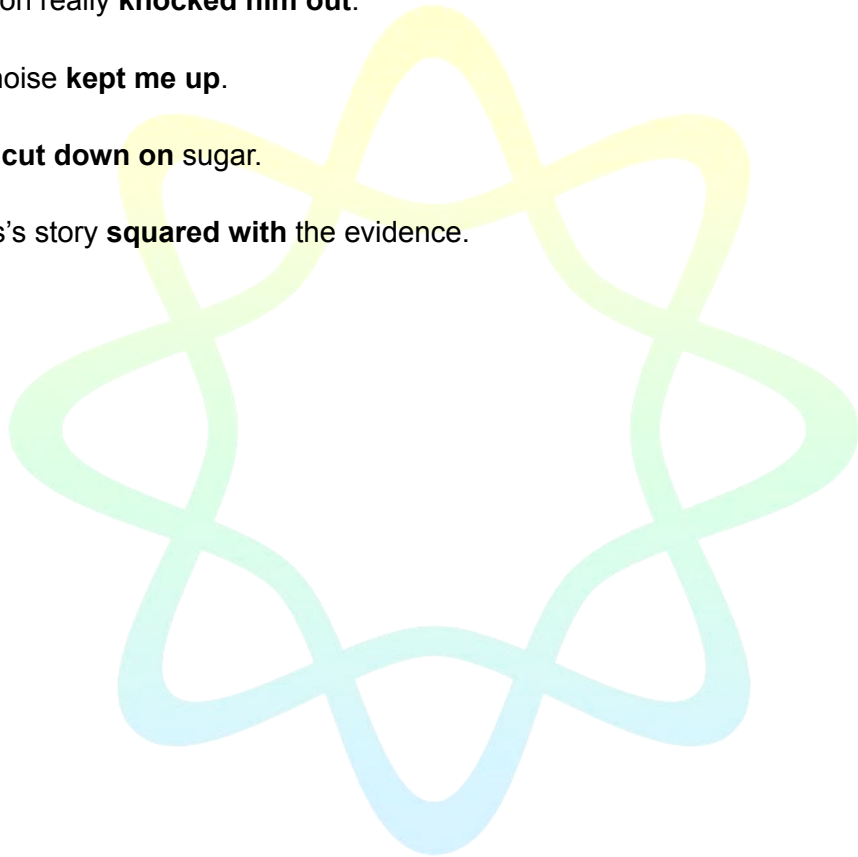 on really knocked him out.
noise kept me up.
cut down on sugar.
s's story squared with the evidence.